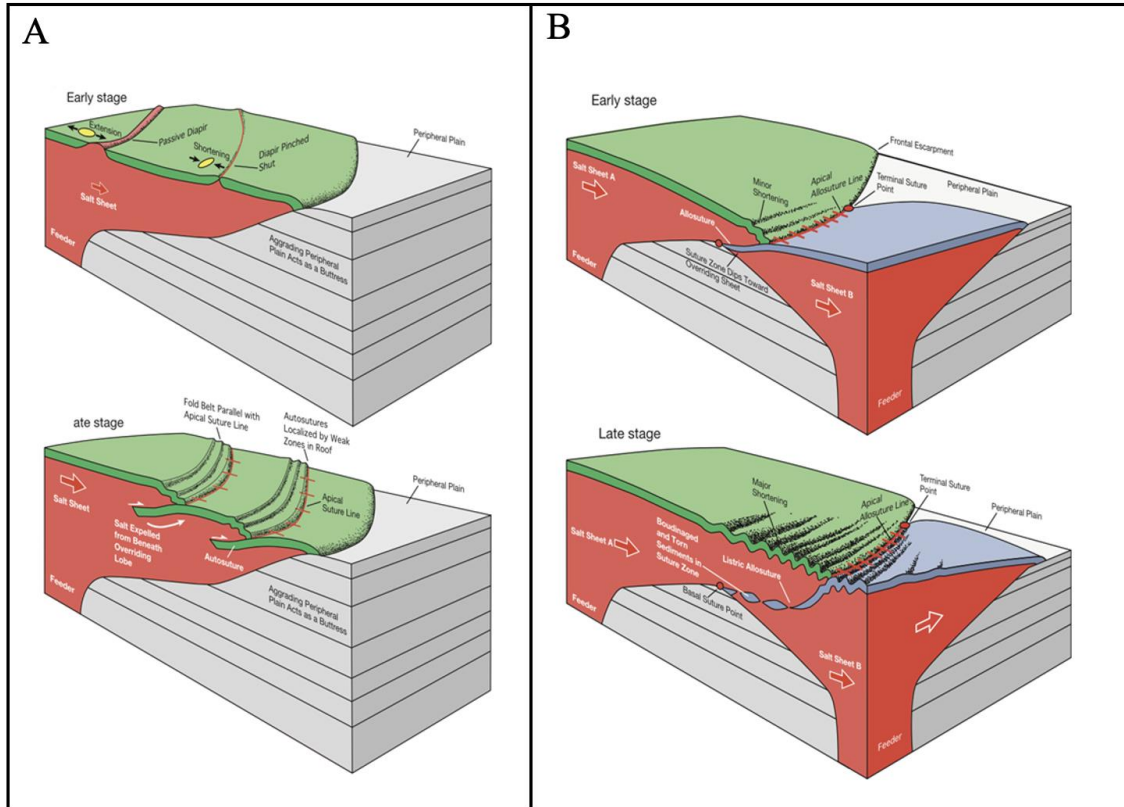 A
Early stage
Extension
Passive Diapir
Shortening
Diapir Pinched
Shut
Peripheral Plain
Salt Sheet
Feeder
Aggrading Peripheral
Plain Acts as a Buttress
ate stage
Fold Belt Parallel with
Apical Suture Line
Autosutures
Localized by Weak
Zones in Roof
Peripheral Plain
Salt Sheet
Apical
Suture Line
Salt Expelled
from Beneath
Overriding
Lobe
Autosuture
Feeder
Aggrading Peripheral
Plain Acts as a Buttress
B
Early stage
Frontal Escarpment
Salt Sheet A
Minor
Shortening
Apical
Allosuture Line
Terminal Suture
Point
Peripheral Plain
Allosuture
Feeder
Suture Zone Dips Toward
Overriding Sheet
Salt Sheet B
Feeder
Late stage
Major
Shortening
Apical
Allosuture Line
Terminal Suture
Point
Peripheral Plain
Salt Sheet A
Boudinaged
and Torn
Sediments in
Suture Zone
Listric Allosuture
Basal Suture Point
Feeder
Salt Sheet B
Feeder